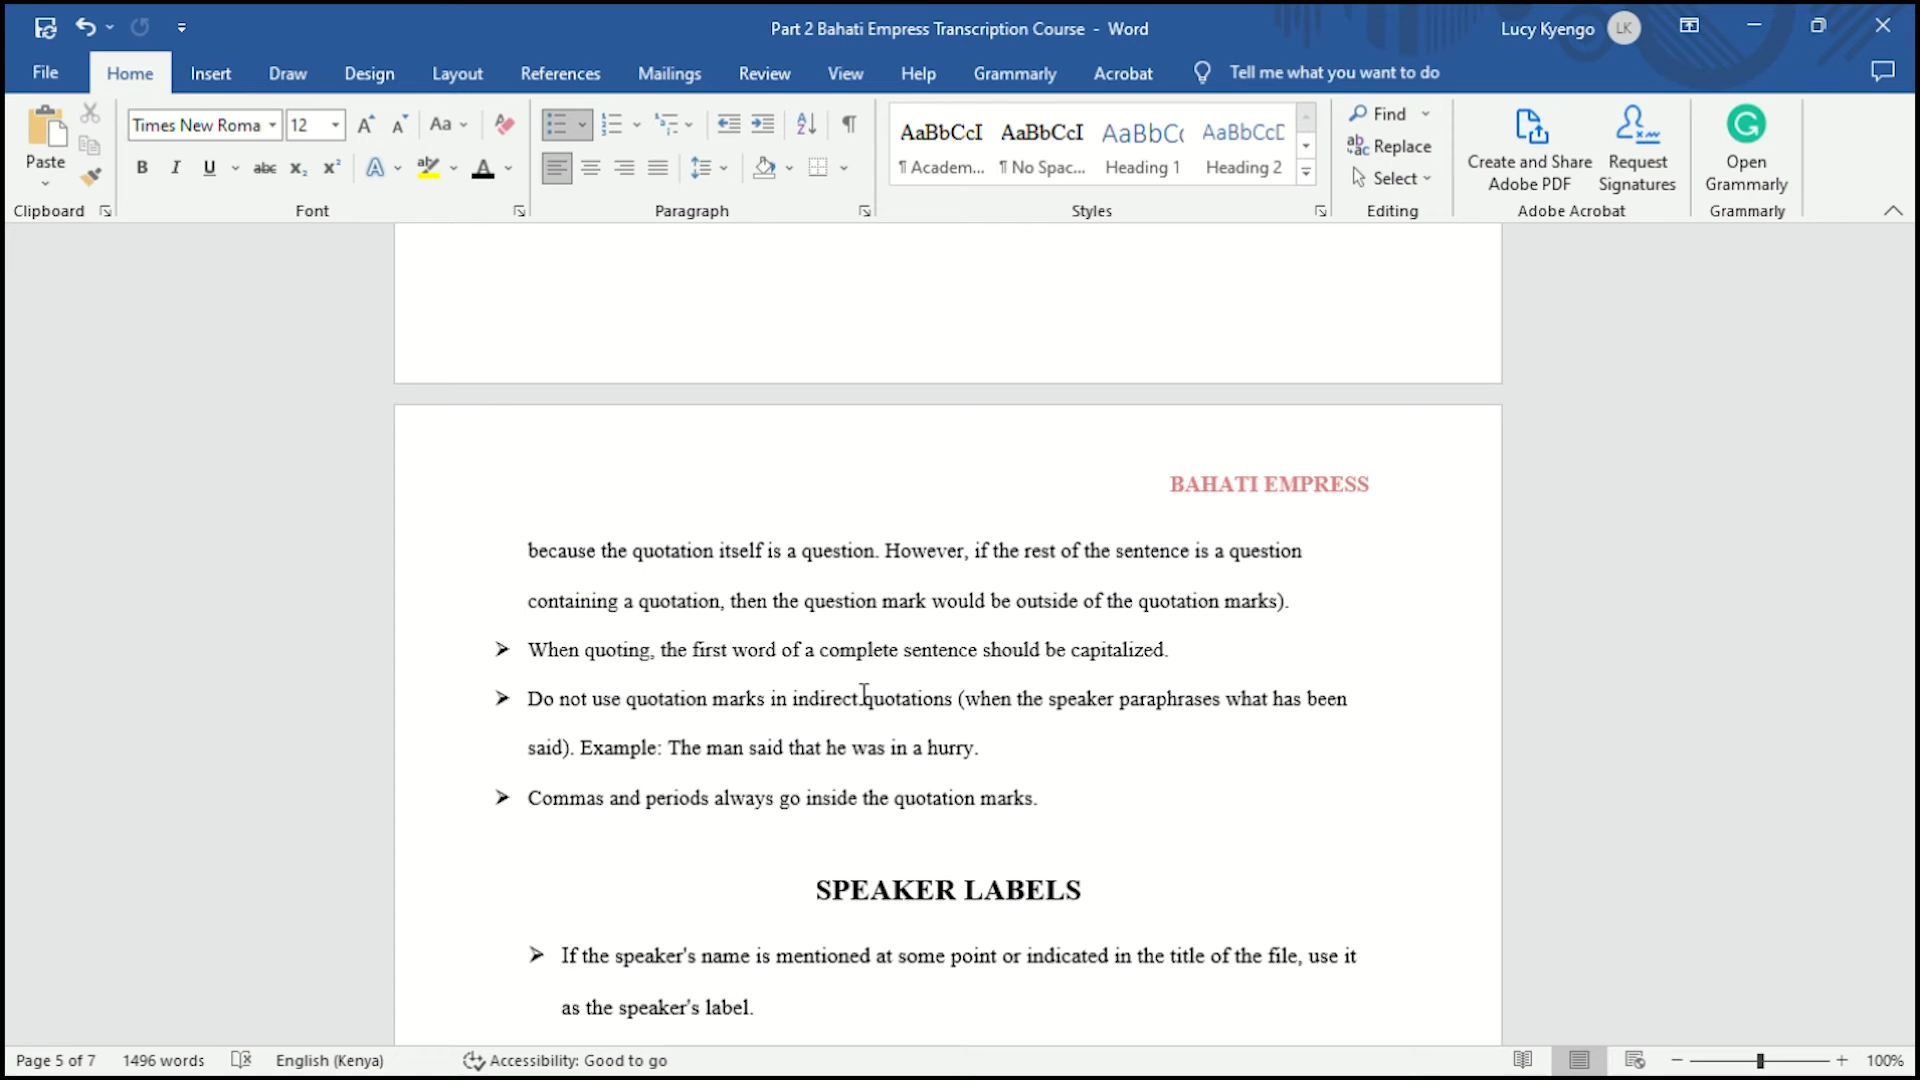 Part 2 Bahati Empress Transcription Course - Word
Lucy Kyengo LK
File Home Insert Draw Design Layout References Mailings Review View Help Grammarly Acrobat Tell me what you want to do
Paste
Clipboard
Times New Roma 12
Font
Paragraph
AaBbCcI AaBbCcI AaBbC( AaBbCcD
¶ Academ... ¶ No Spac... Heading 1 Heading 2
Styles
Find
Replace
Select
Editing
Create and Share Adobe PDF
Request Signatures
Adobe Acrobat
Open Grammarly
Grammarly
BAHATI EMPRESS
because the quotation itself is a question. However, if the rest of the sentence is a question
containing a quotation, then the question mark would be outside of the quotation marks).
➤ When quoting, the first word of a complete sentence should be capitalized.
➤ Do not use quotation marks in indirect quotations (when the speaker paraphrases what has been
said). Example: The man said that he was in a hurry.
➤ Commas and periods always go inside the quotation marks.
SPEAKER LABELS
➤ If the speaker's name is mentioned at some point or indicated in the title of the file, use it
as the speaker's label.
Page 5 of 7 1496 words English (Kenya) Accessibility: Good to go 100%